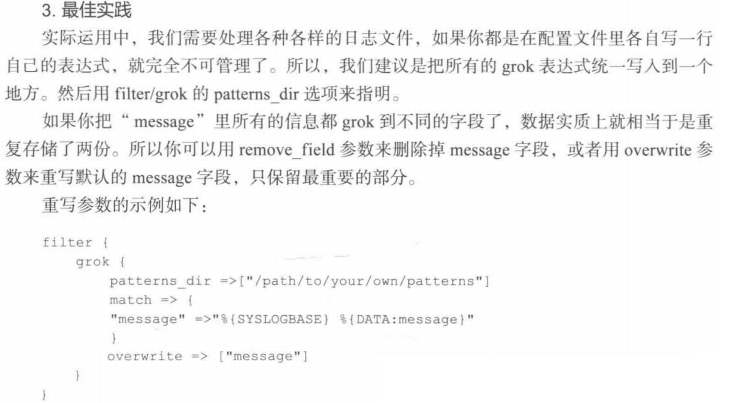 3. 最佳实践
实际运用中，我们需要处理各种各样的日志文件，如果你都是在配置文件里各自写一行
自己的表达式，就完全不可管理了。所以，我们建议是把所有的 grok 表达式统一写入到一个
地方。然后用 filter/grok 的 patterns_dir 选项来指明。
如果你把“ message”里所有的信息都 grok 到不同的字段了，数据实质上就相当于是重
复存储了两份。所以你可以用 remove_field 参数来删除掉 message 字段，或者用 overwrite 参
数来重写默认的 message 字段，只保留最重要的部分。
重写参数的示例如下：
filter {
grok {
patterns_dir =>["/path/to/your/own/patterns"]
match => {
"message" =>"%{SYSLOGBASE} %{DATA:message}"
}
overwrite => ["message"]
}
}